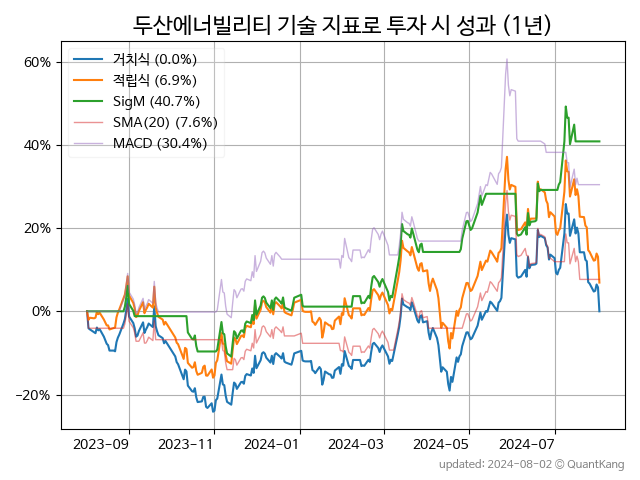 두산에너빌리티 기술 지표로 투자 시 성과 (1년)
거치식 (0.0%)
적립식 (6.9%)
SigM (40.7%)
SMA(20) (7.6%)
MACD (30.4%)
60%
40%
20%
0%
−20%
2023-09 2023-11 2024-01 2024-03 2024-05 2024-07
updated: 2024-08-02 © QuantKang